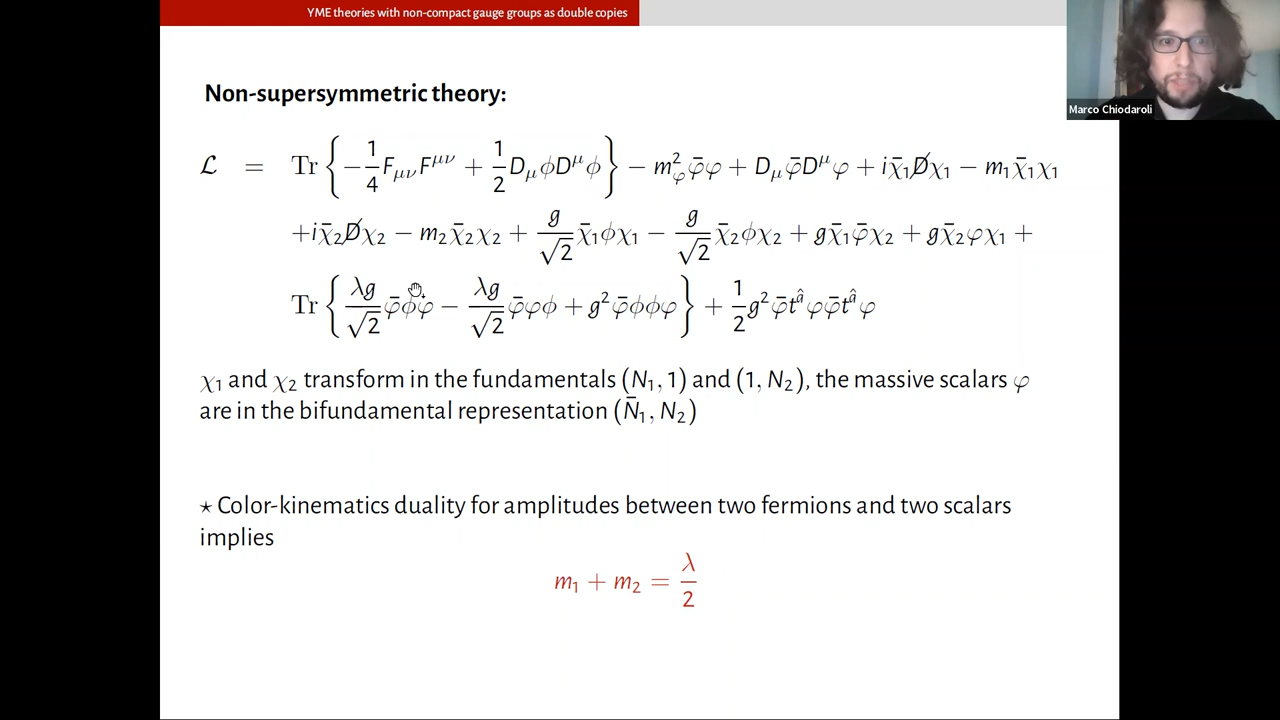 YME theories with non-compact gauge groups as double copies
Marco Chiodaroli
Non-supersymmetric theory:
ℒ = Tr { −1/4 F_{μν}F^{μν} + 1/2 D_μϕD^μϕ } − m_φ^2 φ̄φ + D_μφ̄D^μφ + iχ̄₁D̸χ₁ − m₁χ̄₁χ₁
+iχ̄₂D̸χ₂ − m₂χ̄₂χ₂ + g/√2 χ̄₁ϕχ₁ − g/√2 χ̄₂ϕχ₂ + gχ̄₁φ̄χ₂ + gχ̄₂φχ₁ +
Tr { λg/√2 φ̄ϕφ − λg/√2 φ̄φϕ + g²φ̄ϕϕφ } + 1/2 g²φ̄t^â φφ̄t^â φ
χ₁ and χ₂ transform in the fundamentals (N₁, 1) and (1, N₂), the massive scalars φ
are in the bifundamental representation (N̄₁, N₂)
⋆ Color-kinematics duality for amplitudes between two fermions and two scalars
implies
m₁ + m₂ = λ/2